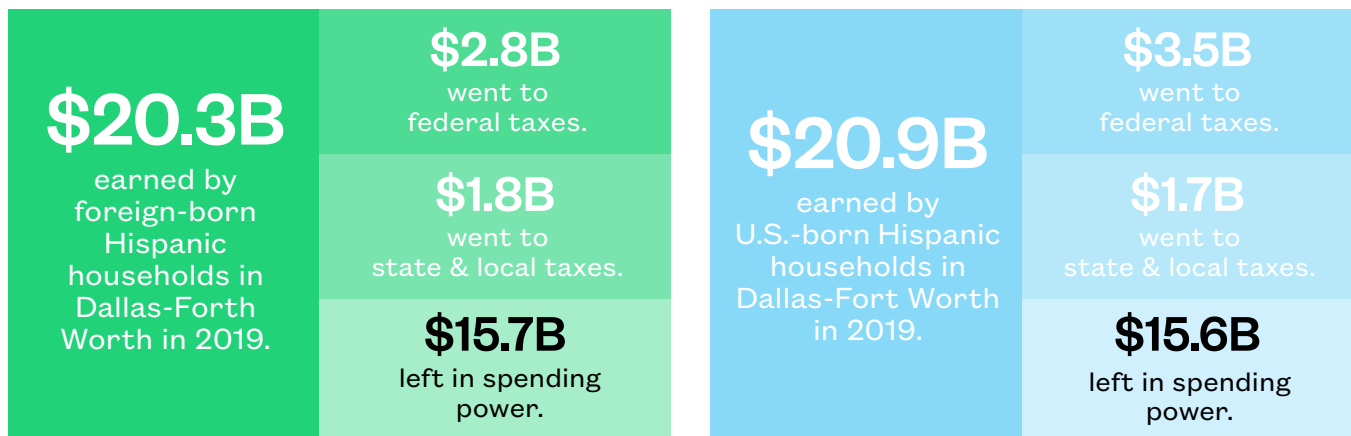 $20.3B
earned by
foreign-born
Hispanic
households in
Dallas-Forth
Worth in 2019.
$2.8B
went to
federal taxes.
$1.8B
went to
state & local taxes.
$15.7B
left in spending
power.
$20.9B
earned by
U.S.-born Hispanic
households in
Dallas-Fort Worth
in 2019.
$3.5B
went to
federal taxes.
$1.7B
went to
state & local taxes.
$15.6B
left in spending
power.